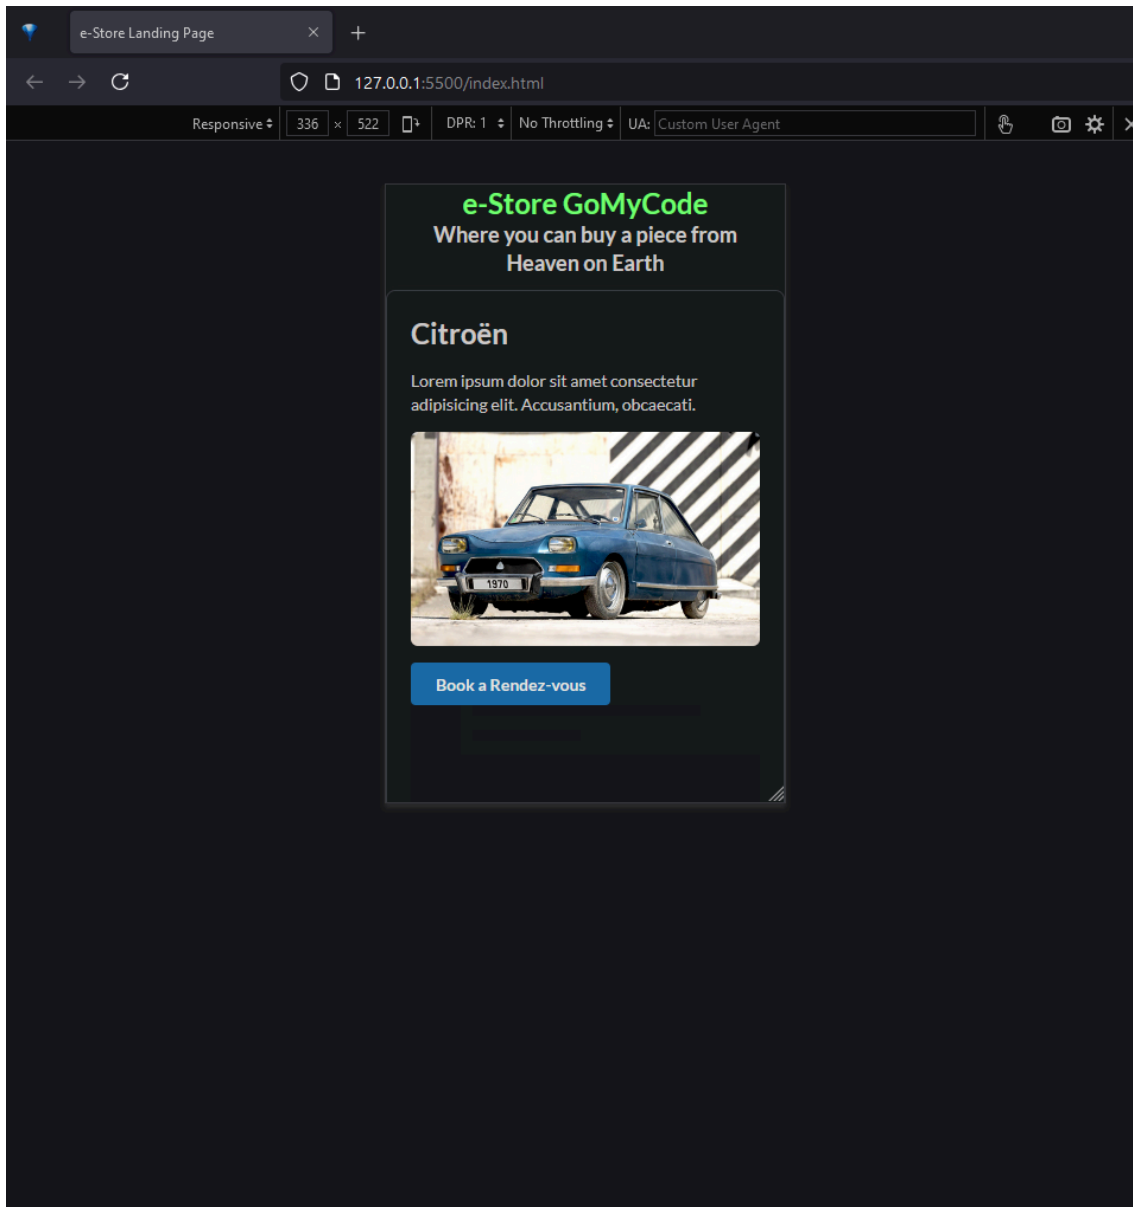 e-Store Landing Page
127.0.0.1:5500/index.html
Responsive 336 × 522 DPR: 1 No Throttling UA: Custom User Agent
e-Store GoMyCode
Where you can buy a piece from
Heaven on Earth
Citroën
Lorem ipsum dolor sit amet consectetur
adipisicing elit. Accusantium, obcaecati.
1970
Book a Rendez-vous